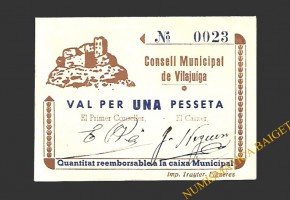 Nº 0023
Consell Municipal
de Vilajuïga
VAL PER UNA PESSETA
El Primer Conseller, El Caixer,
Quantitat reemborsable a la caixa Municipal
Imp. Trayter. Figueres
NUMISMATICA BAIGET